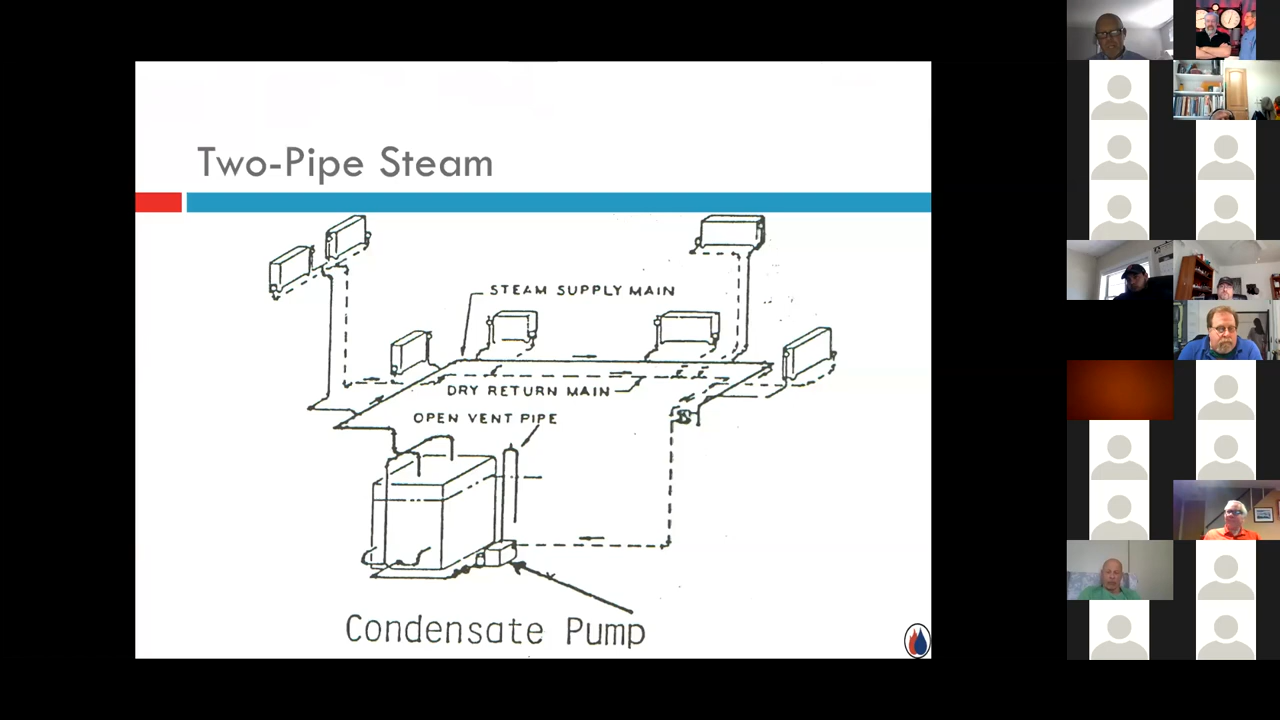 Two-Pipe Steam
STEAM SUPPLY MAIN
DRY RETURN MAIN
OPEN VENT PIPE
Condensate Pump